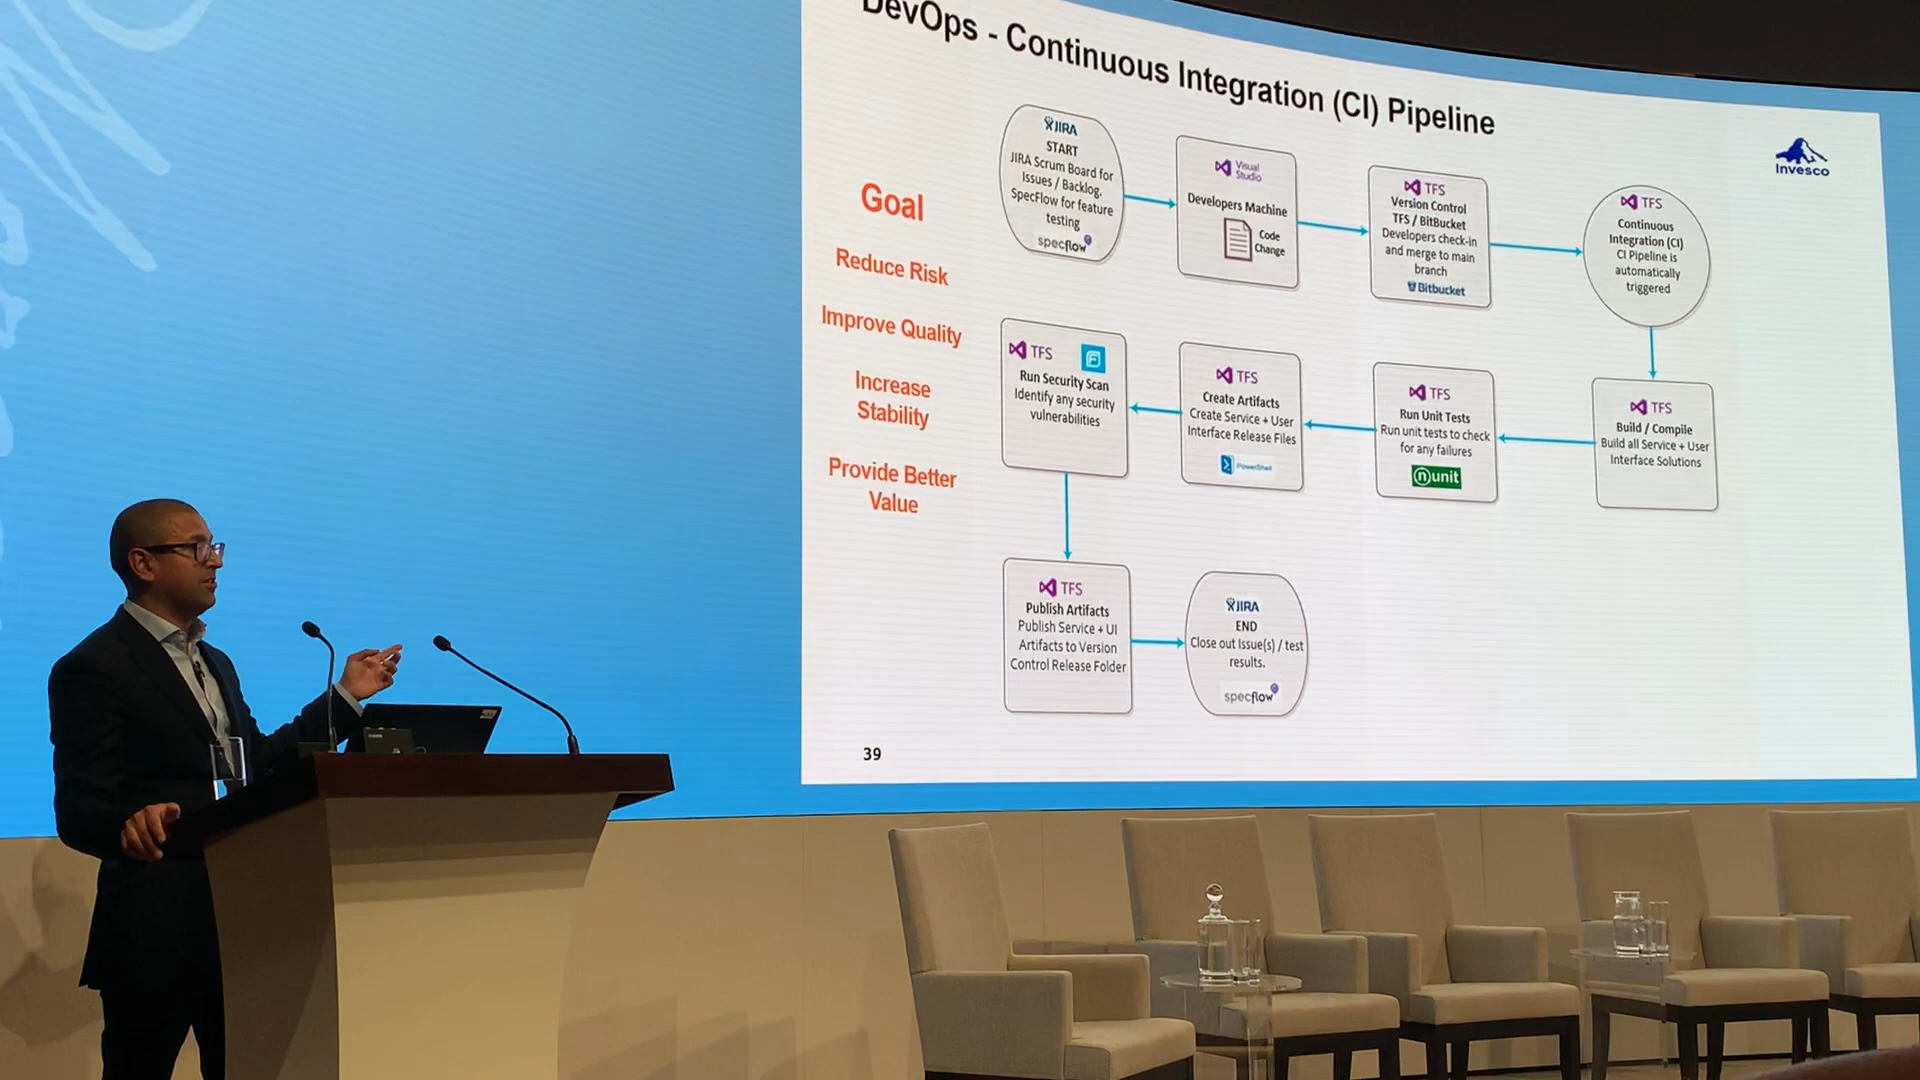 DevOps - Continuous Integration (CI) Pipeline
Invesco
Goal
Reduce Risk
Improve Quality
Increase
Stability
Provide Better
Value
JIRA
START
JIRA Scrum Board for
Issues / Backlog.
SpecFlow for feature
testing
specflow
Visual
Studio
Developers Machine
Code
Change
TFS
Version Control
TFS / BitBucket
Developers check-in
and merge to main
branch
Bitbucket
TFS
Continuous
Integration (CI)
CI Pipeline is
automatically
triggered
TFS
Build / Compile
Build all Service + User
Interface Solutions
TFS
Run Unit Tests
Run unit tests to check
for any failures
nunit
TFS
Create Artifacts
Create Service + User
Interface Release Files
PowerShell
TFS
Run Security Scan
Identify any security
vulnerabilities
TFS
Publish Artifacts
Publish Service + UI
Artifacts to Version
Control Release Folder
JIRA
END
Close out Issue(s) / test
results.
specflow
39